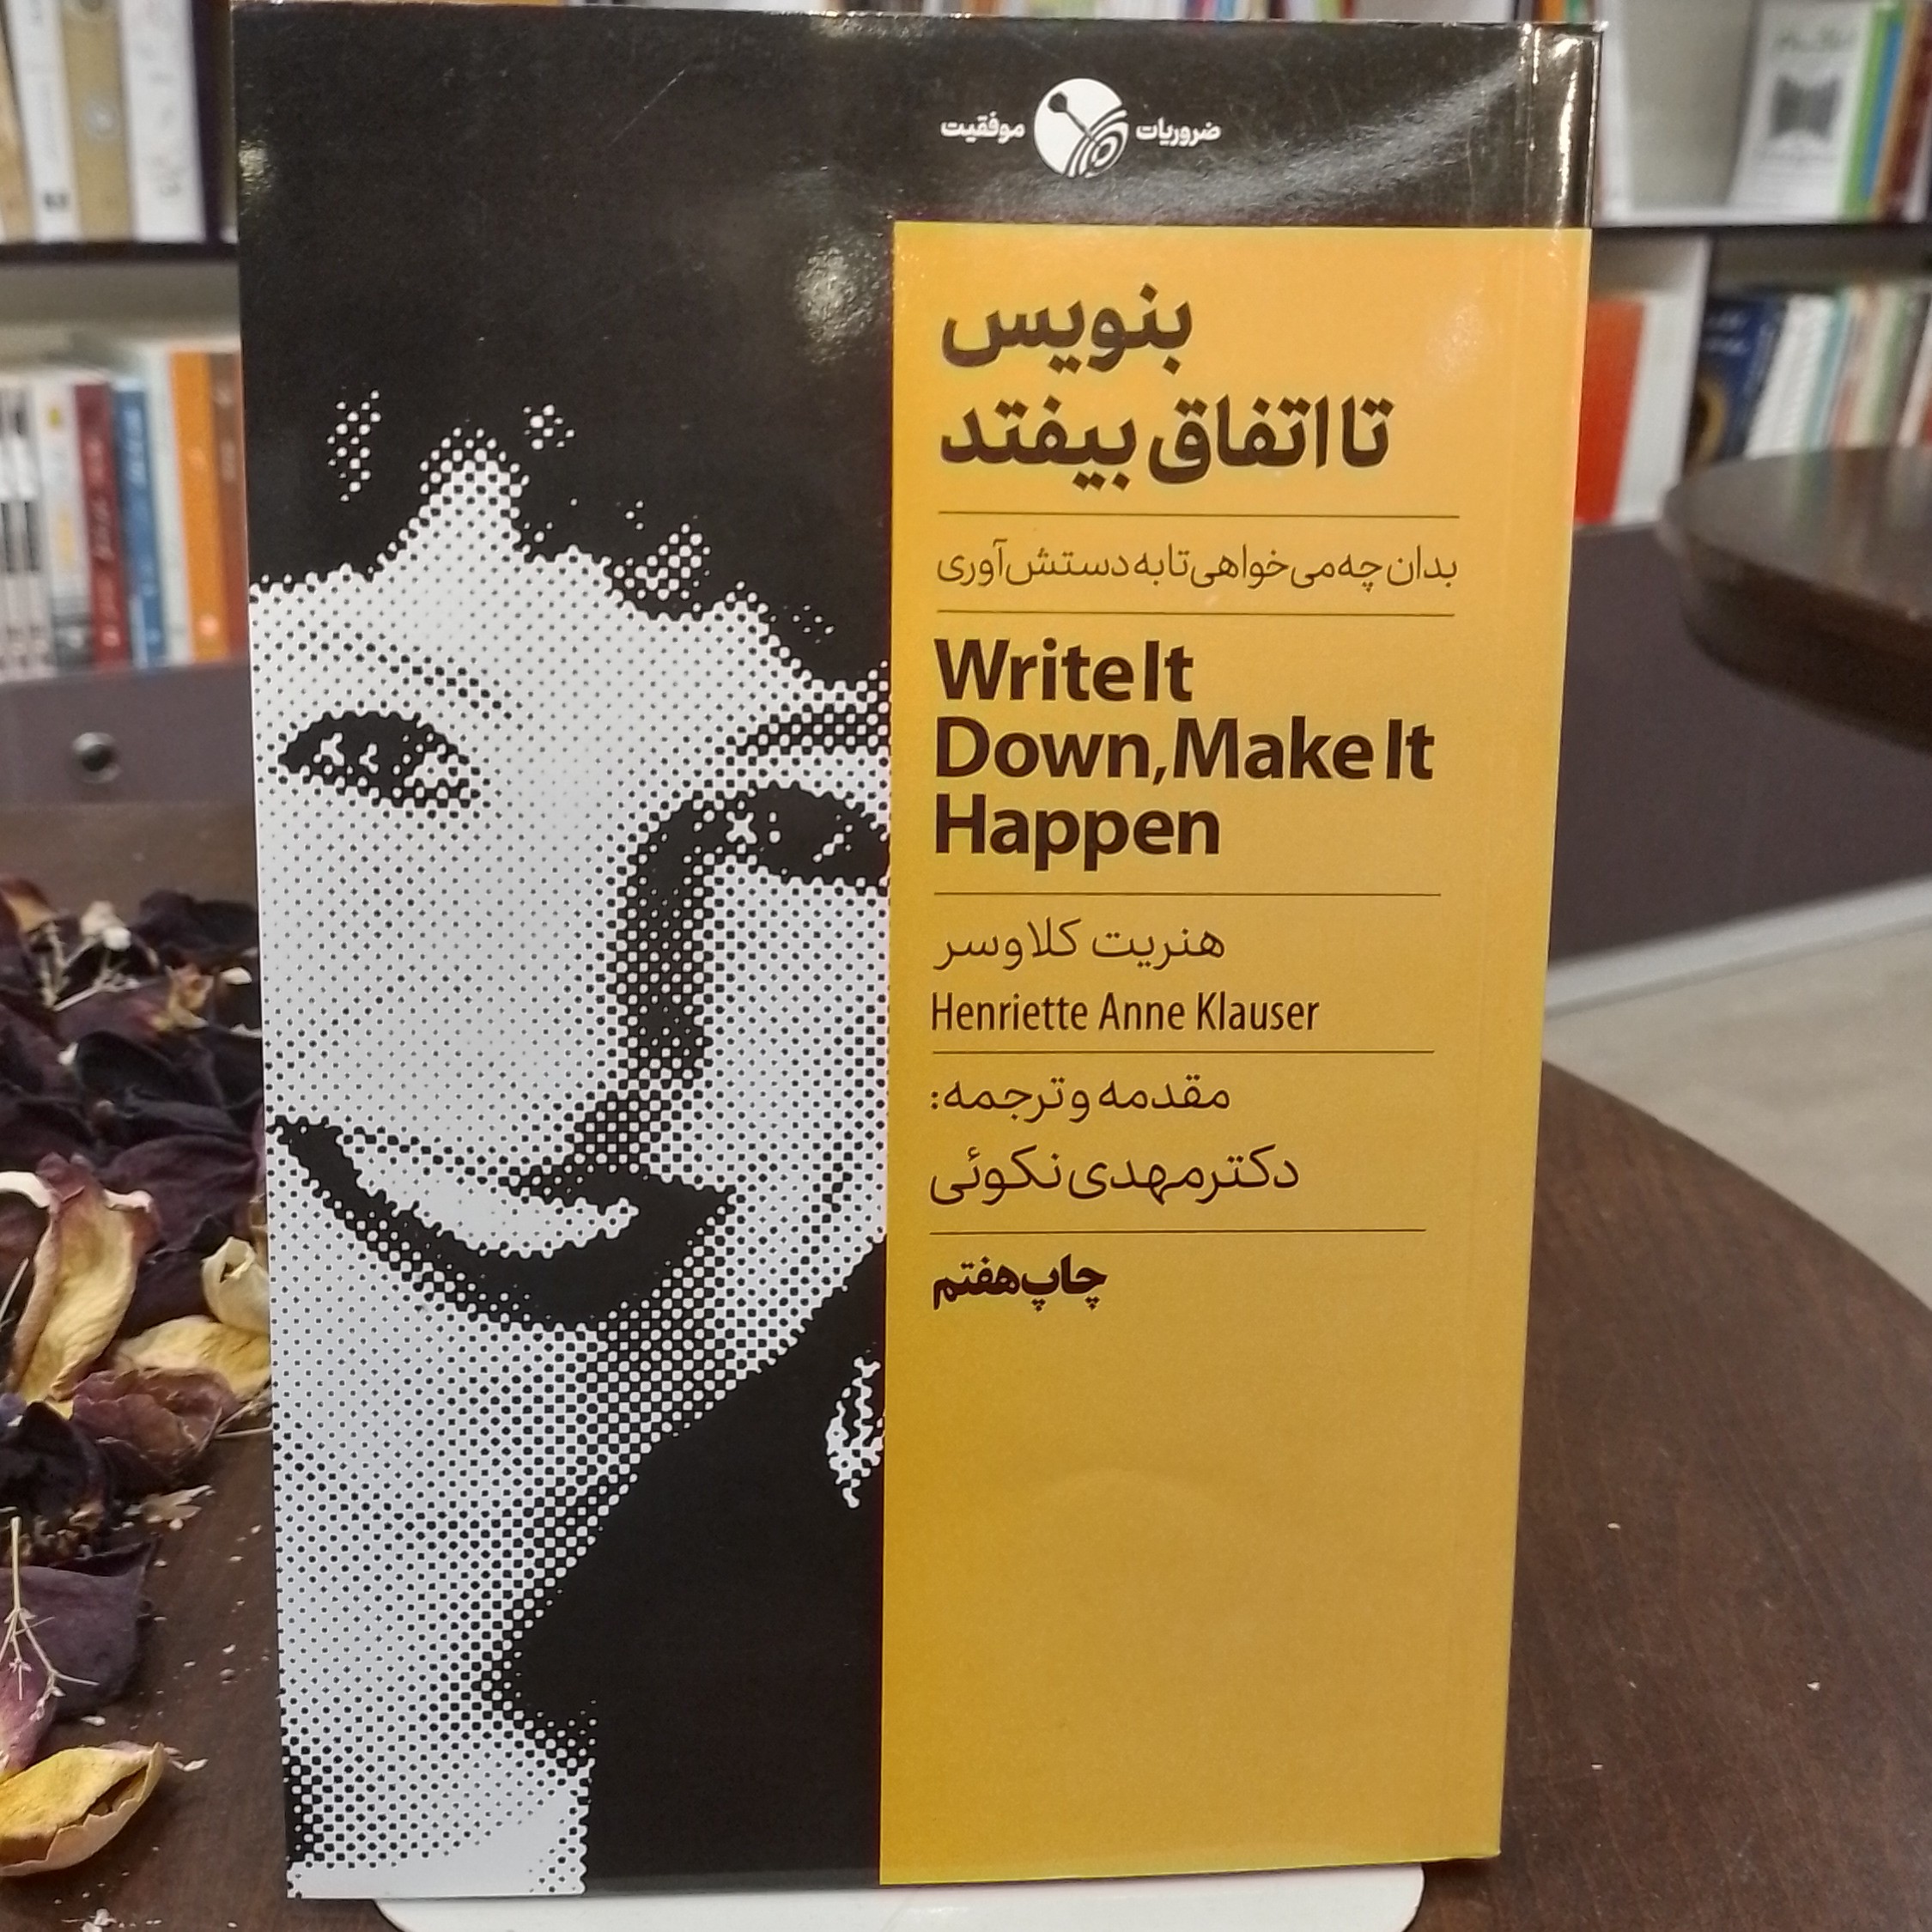 ضروریات موفقیت
بنویس
تا اتفاق بیفتد
بدان چه می‌خواهی تا به دستش آوری
Write It
Down, Make It
Happen
هنریت کلاوسر
Henriette Anne Klauser
مقدمه و ترجمه:
دکتر مهدی نکوئی
چاپ هفتم